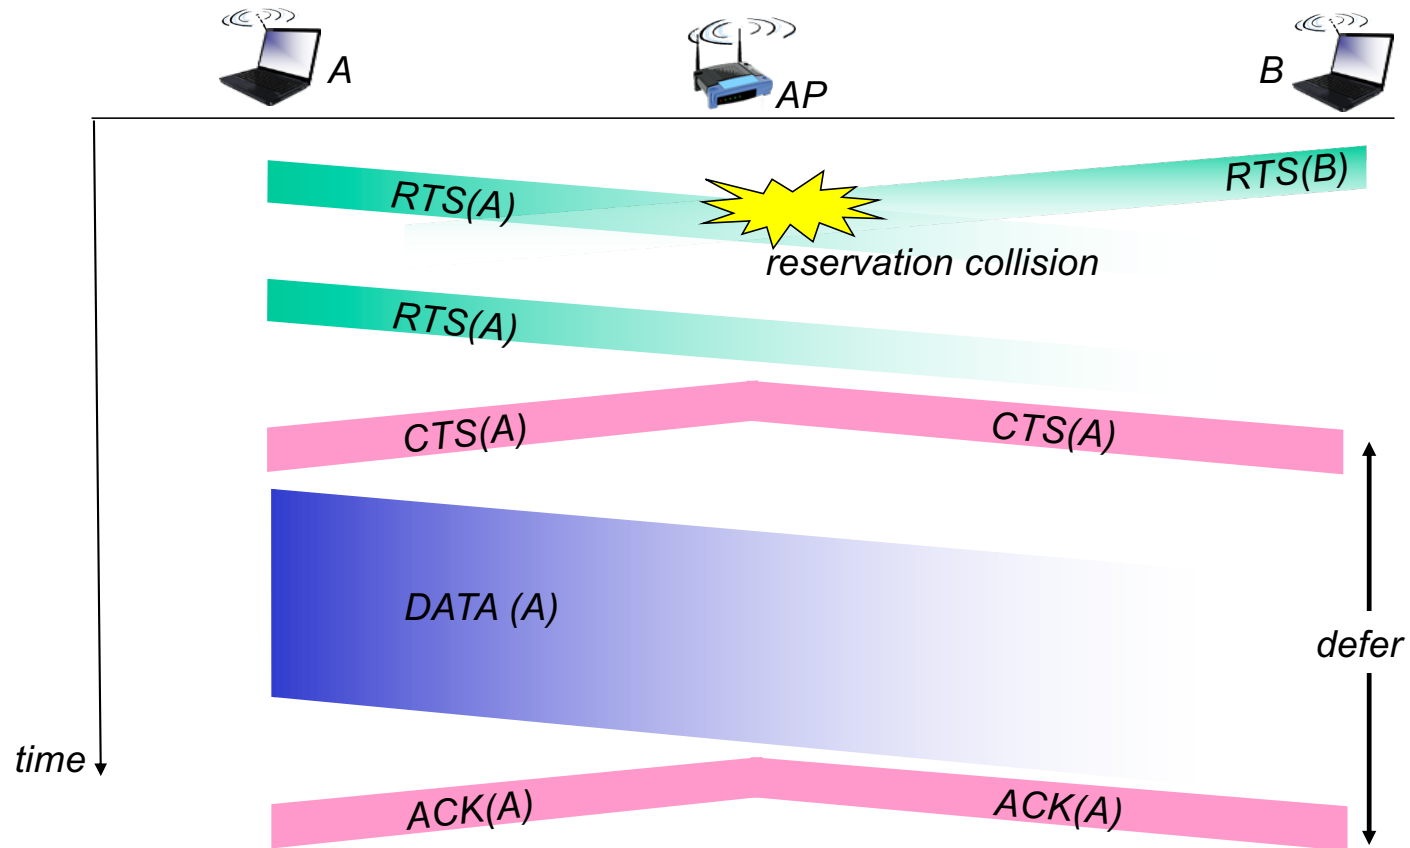 A
AP
B
RTS(A)
RTS(B)
reservation collision
RTS(A)
CTS(A)
CTS(A)
DATA (A)
defer
time
ACK(A)
ACK(A)